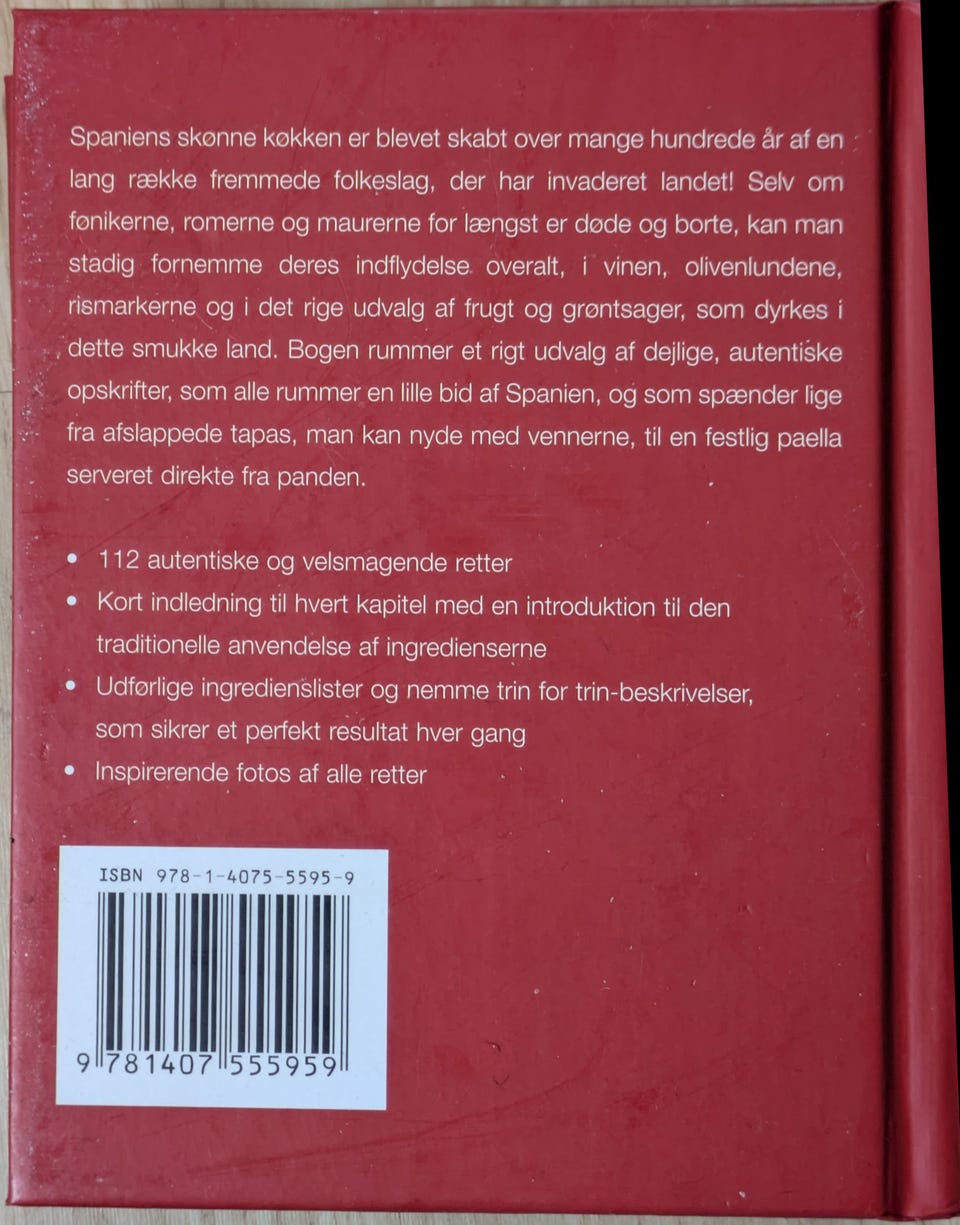 Spaniens skønne køkken er blevet skabt over mange hundrede år af en
lang række fremmede folkeslag, der har invaderet landet! Selv om
fønikerne, romerne og maurerne for længst er døde og borte, kan man
stadig fornemme deres indflydelse overalt, i vinen, olivenlundene,
rismarkerne og i det rige udvalg af frugt og grøntsager, som dyrkes i
dette smukke land. Bogen rummer et rigt udvalg af dejlige, autentiske
opskrifter, som alle rummer en lille bid af Spanien, og som spænder lige
fra afslappede tapas, man kan nyde med vennerne, til en festlig paella
serveret direkte fra panden.
• 112 autentiske og velsmagende retter
• Kort indledning til hvert kapitel med en introduktion til den
traditionelle anvendelse af ingredienserne
• Udførlige ingredienslister og nemme trin for trin-beskrivelser,
som sikrer et perfekt resultat hver gang
• Inspirerende fotos af alle retter
ISBN 978-1-4075-5595-9
9 781407 555959